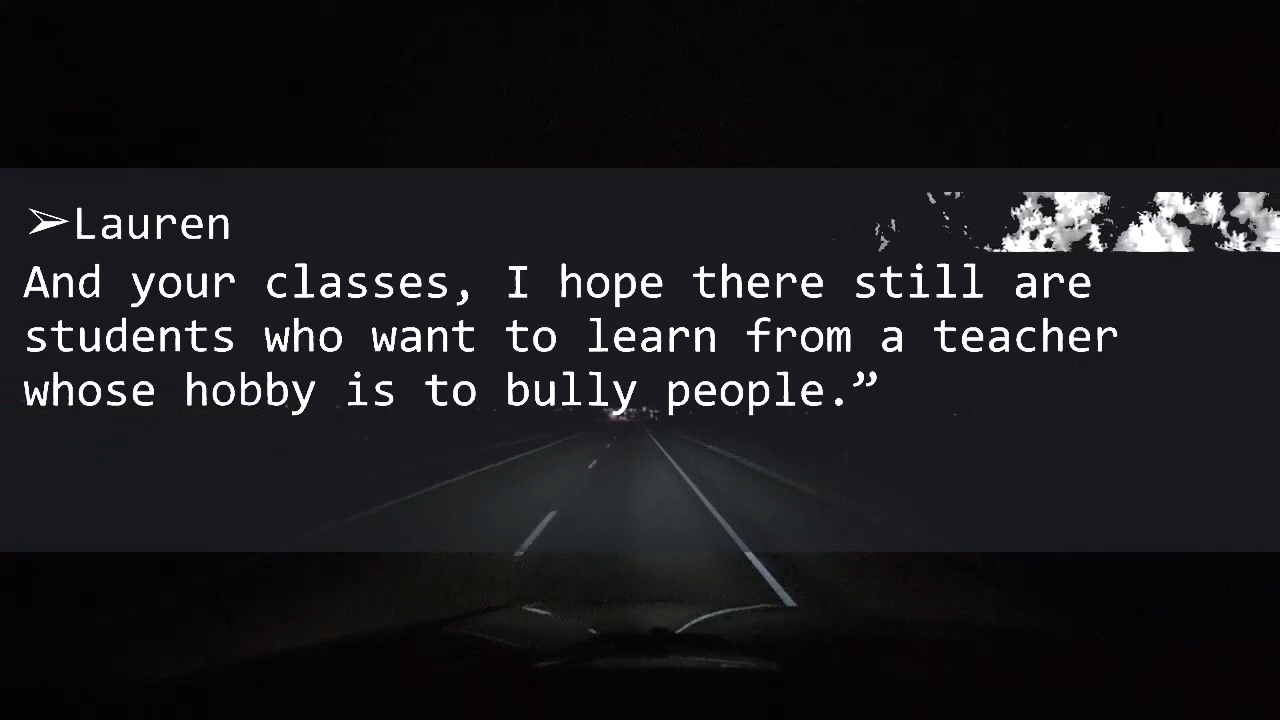 ➢Lauren
And your classes, I hope there still are
students who want to learn from a teacher
whose hobby is to bully people.”